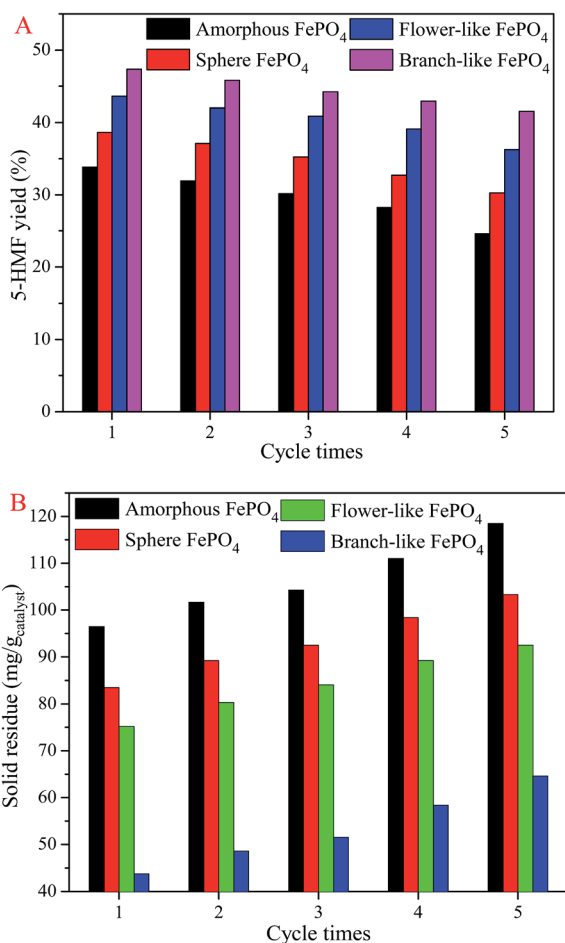 A
Amorphous FePO4 Flower-like FePO4
Sphere FePO4 Branch-like FePO4
50
40
30
20
10
0
5-HMF yield (%)
1 2 3 4 5
Cycle times
B
Amorphous FePO4 Flower-like FePO4
Sphere FePO4 Branch-like FePO4
120
110
100
90
80
70
60
50
40
Solid residue (mg/gcatalyst)
1 2 3 4 5
Cycle times